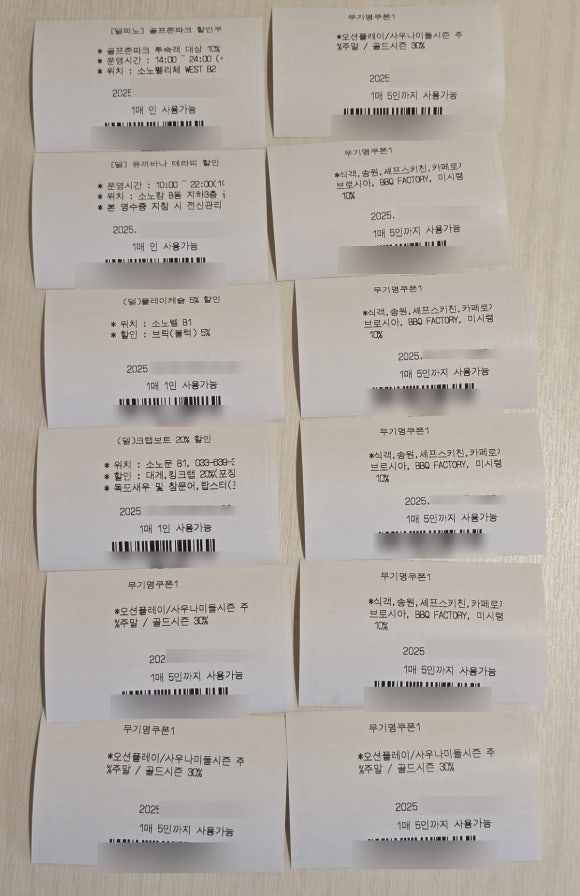 [델피노] 골프존파크 할인쿠
* 골프존파크 투숙객 대상 10%
* 운영시간 : 14:00 ~ 24:00 (
* 위치 : 소노펠리체 WEST B2
2025
1매 인 사용가능
[델] 유끼바나 테라피 할인
* 운영시간 : 10:00 ~ 22:00(1
* 위치 : 소노캄 B동 지하3층
* 본 영수증 지참 시 전신관리
2025.
1매 인 사용가능
(델)플레이캐슬 5% 할인
* 위치 : 소노벨 B1
* 할인 : 브릭(블럭) 5%
2025
1매 1인 사용가능
(델)크랩보트 20% 할인
* 위치 : 소노문 B1, 033-639-
* 할인 : 대게,킹크랩 20%(포장
* 독도새우 및 참문어,랍스터(
2025
1매 1인 사용가능
무기명쿠폰1
*오션플레이/사우나미들시즌 주
%주말 / 골드시즌 30%
202
1매 5인까지 사용가능
무기명쿠폰1
*오션플레이/사우나미들시즌 주
%주말 / 골드시즌 30%
202
1매 5인까지 사용가능
무기명쿠폰1
*오션플레이/사우나미들시즌 주
%주말 / 골드시즌 30%
2025
1매 5인까지 사용가능
무기명쿠폰1
*식객,송원,셰프스키친,카페로
브로시아, BBQ FACTORY, 미시령
10%
2025.
1매 5인까지 사용가능
무기명쿠폰1
*식객,송원,셰프스키친,카페로
브로시아, BBQ FACTORY, 미시령
10%
2025.
1매 5인까지 사용가능
무기명쿠폰1
*식객,송원,셰프스키친,카페로
브로시아, BBQ FACTORY, 미시령
10%
2025
1매 5인까지 사용가능
무기명쿠폰1
*식객,송원,셰프스키친,카페로
브로시아, BBQ FACTORY, 미시령
10%
2025
1매 5인까지 사용가능
무기명쿠폰1
*오션플레이/사우나미들시즌 주
%주말 / 골드시즌 30%
2025
1매 5인까지 사용가능